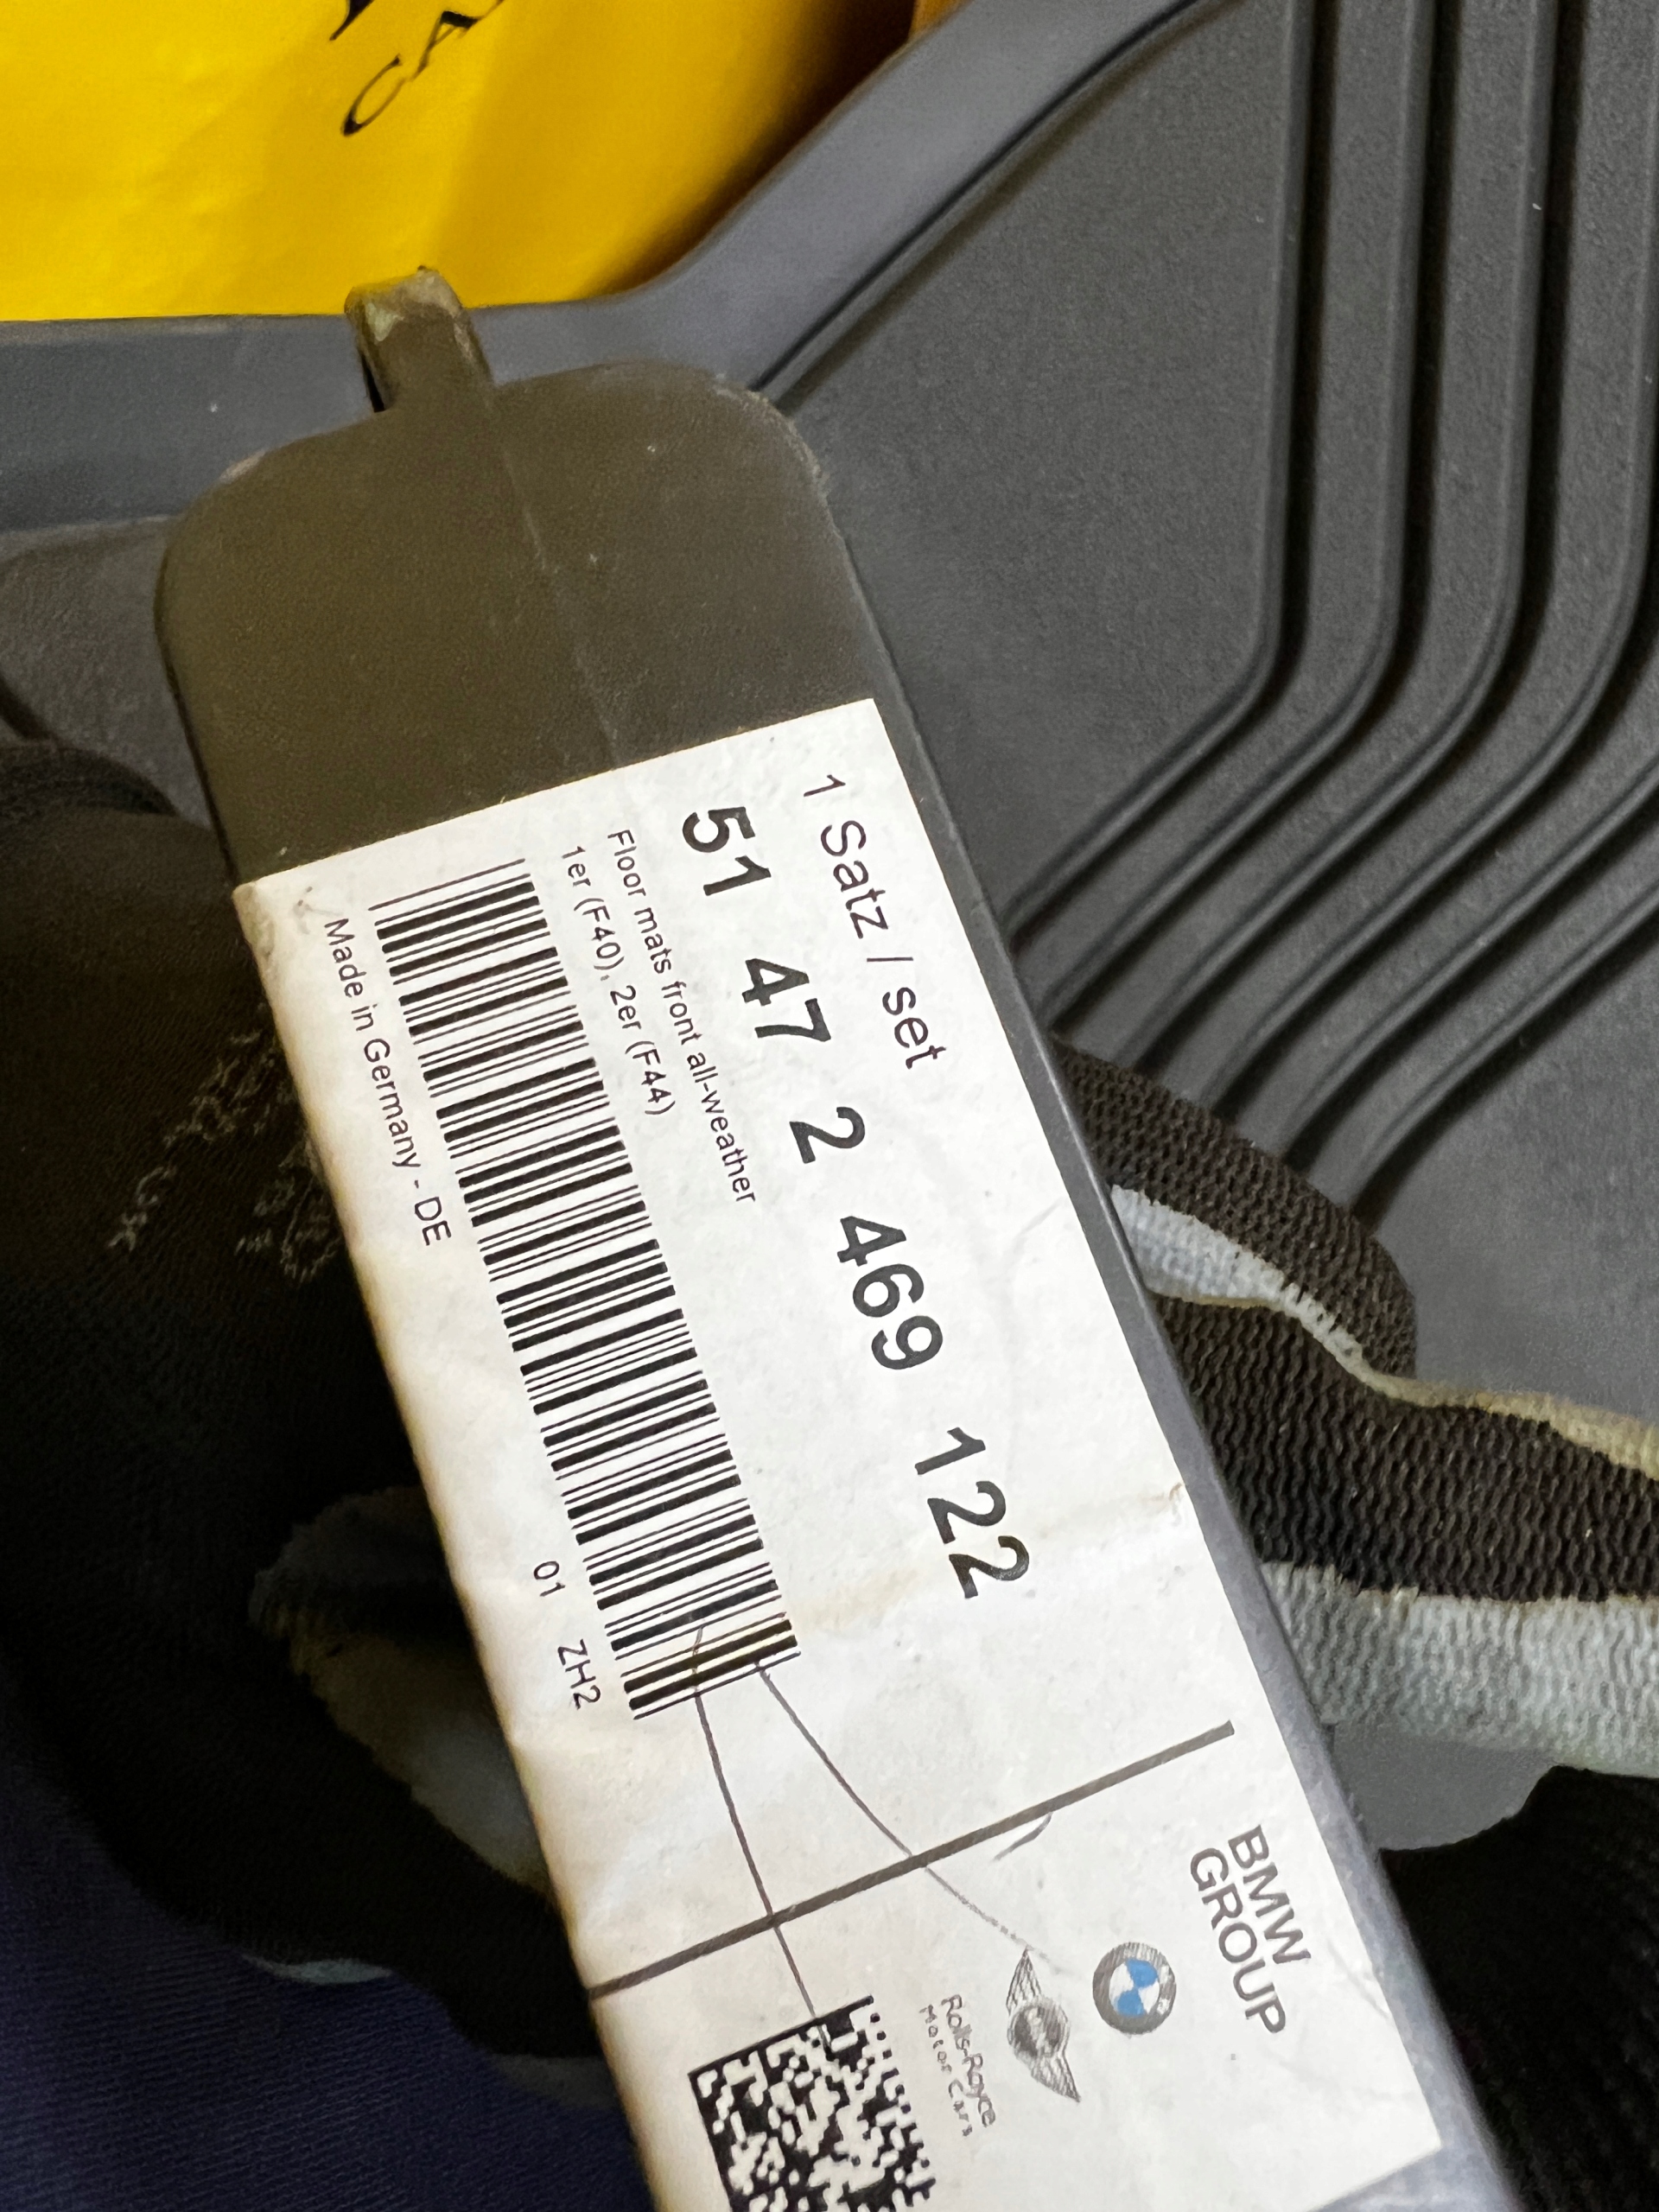 CA
1 Satz / set
51 47 2 469 122
Floor mats front all-weather
1er (F40), 2er (F44)
Made in Germany - DE
01 ZH2
BMW
GROUP
Rolls-Royce
Motor Cars